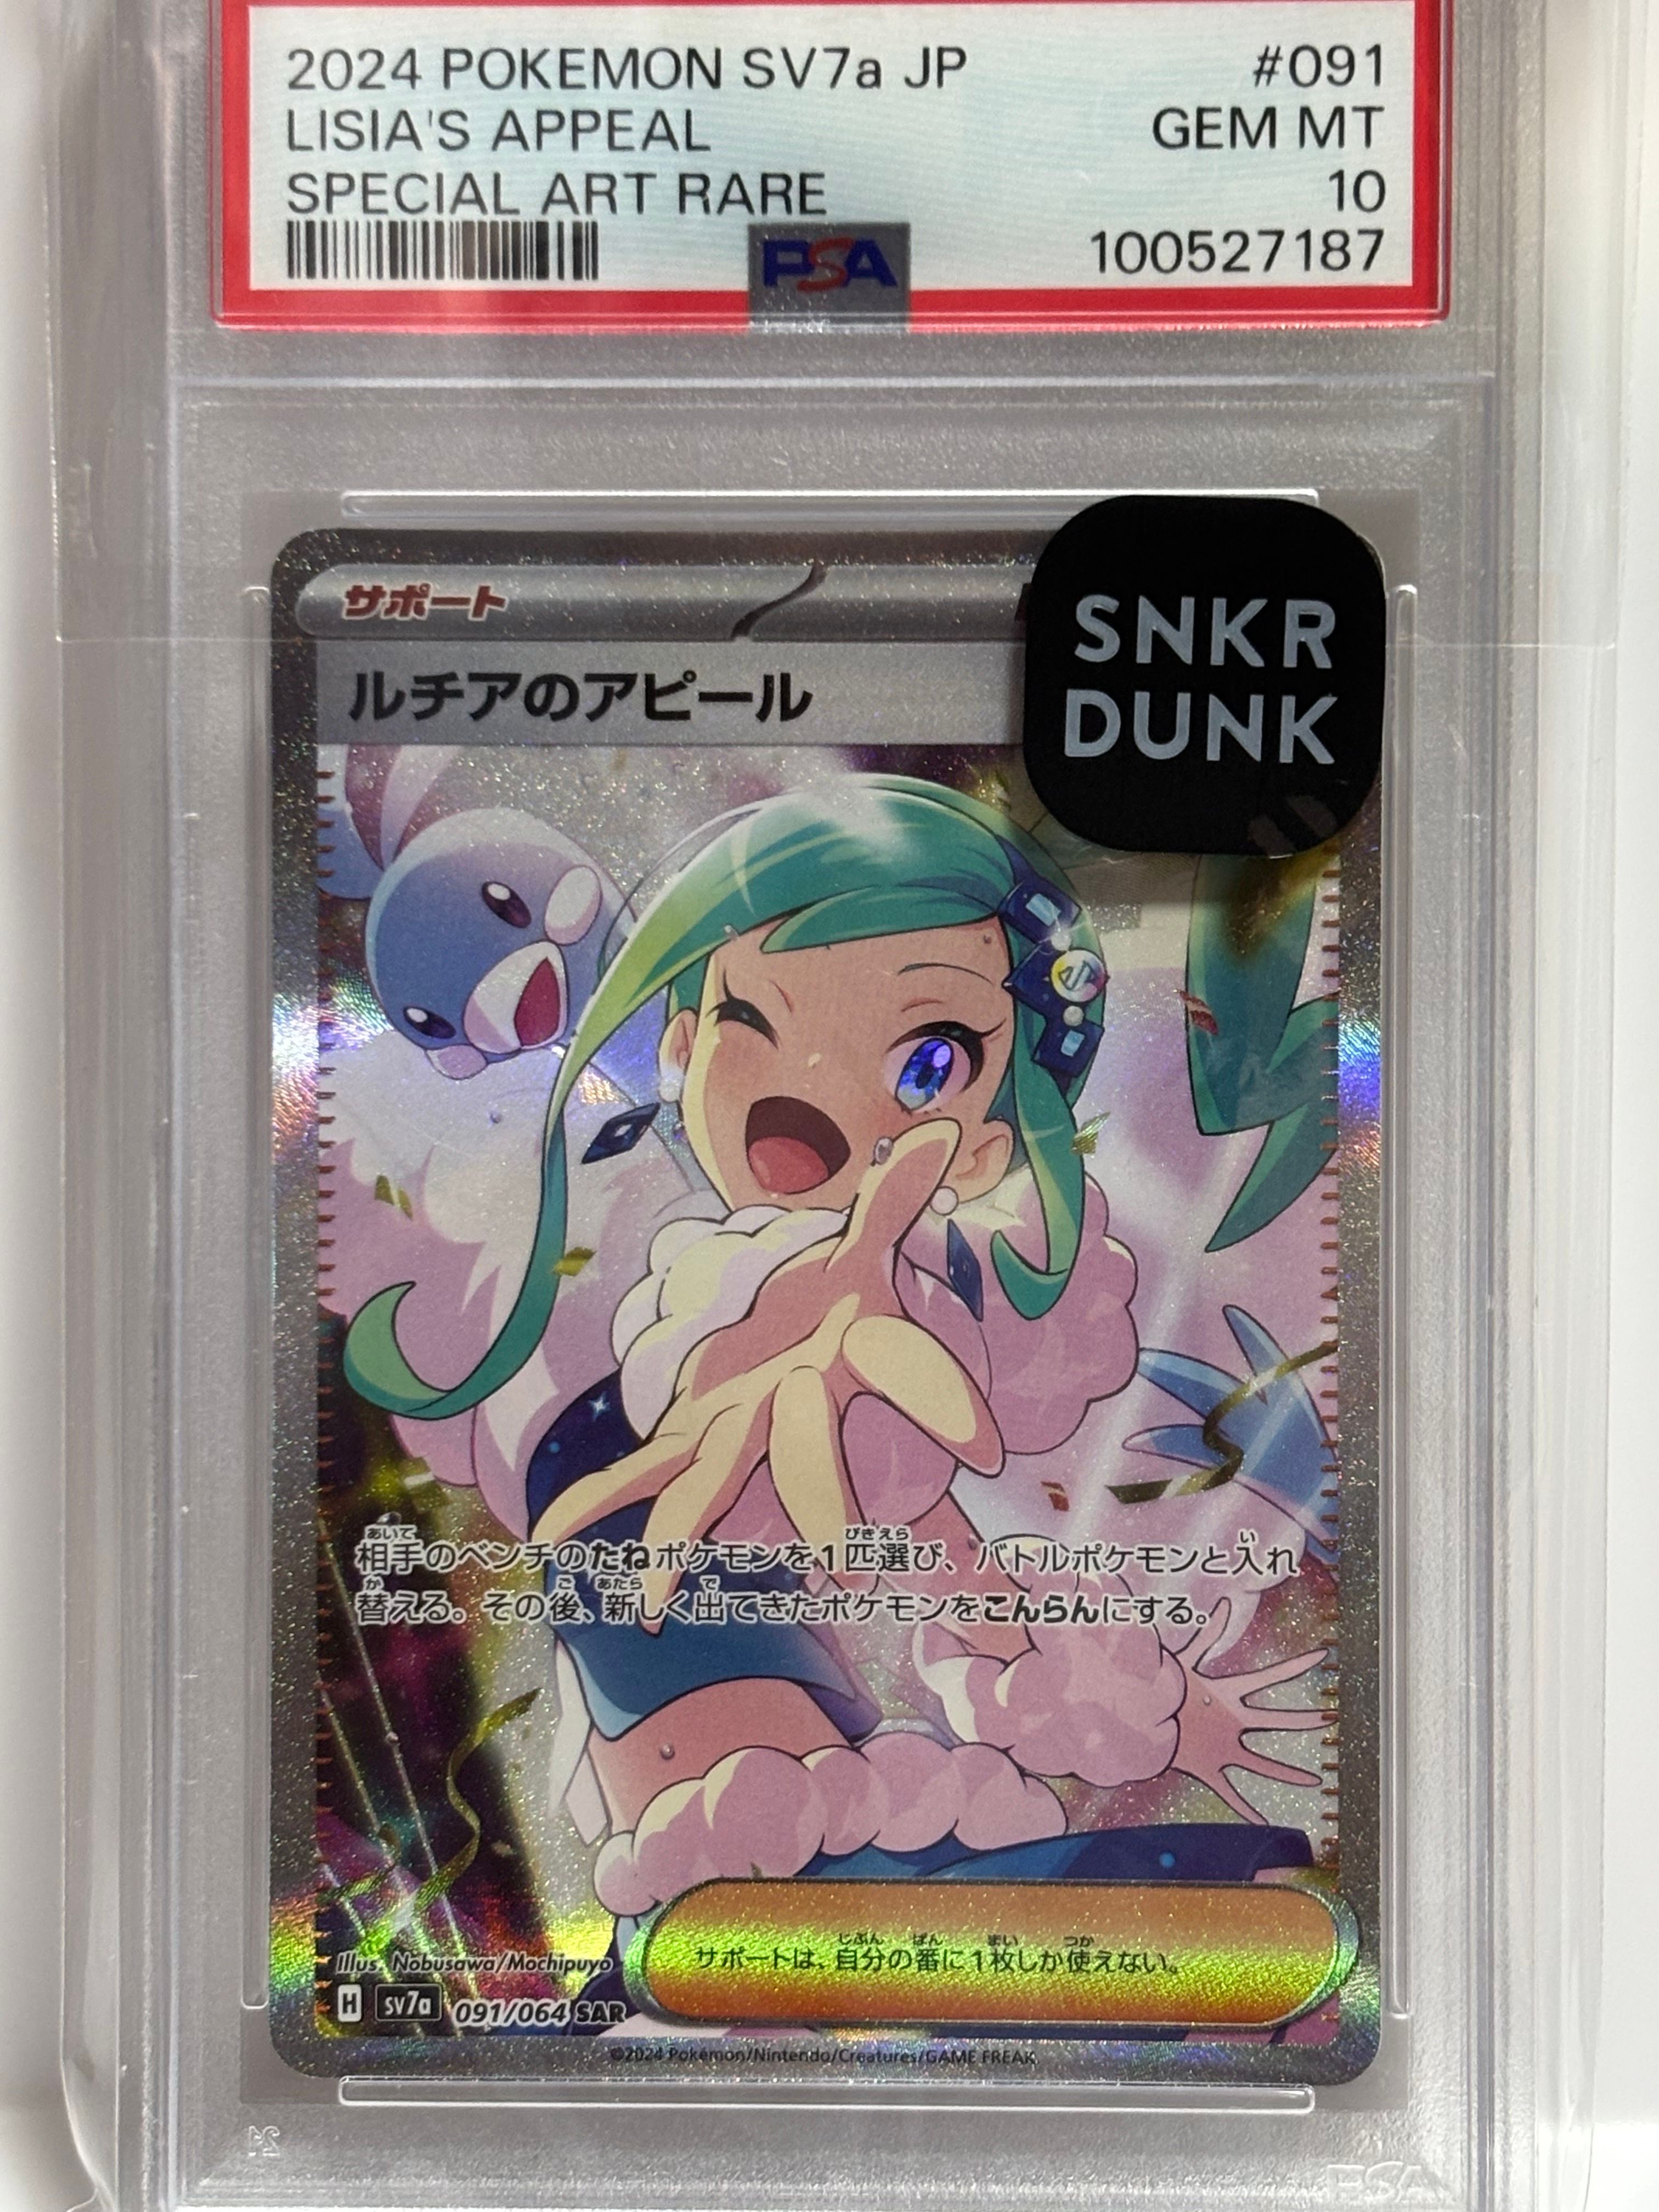 2024 POKEMON SV7a JP #091
LISIA'S APPEAL GEM MT
SPECIAL ART RARE 10
PSA 100527187
サポート
SNKR
DUNK
ルチアのアピール
相手のベンチのたねポケモンを1匹選び、バトルポケモンと入れ
替える。その後、新しく出てきたポケモンをこんらんにする。
サポートは、自分の番に1枚しか使えない。
Illus. Nobusawa/Mochipuyo
H sv7a 091/064 SAR
©2024 Pokémon/Nintendo/Creatures/GAME FREAK
PSA